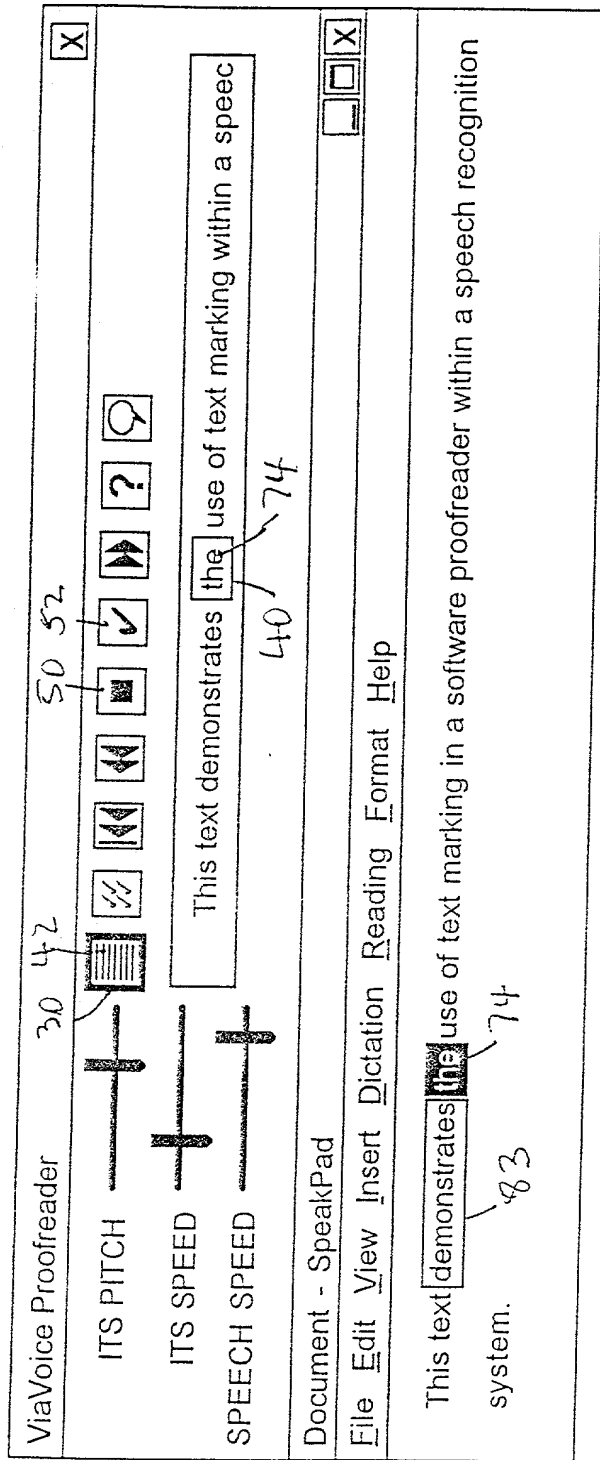 ViaVoice Proofreader X
30 42 50 52
ITS PITCH ?
ITS SPEED
This text demonstrates the use of text marking within a speec
SPEECH SPEED
40 74
Document - SpeakPad X
File Edit View Insert Dictation Reading Format Help
This text demonstrates the use of text marking in a software proofreader within a speech recognition
system.
83 74